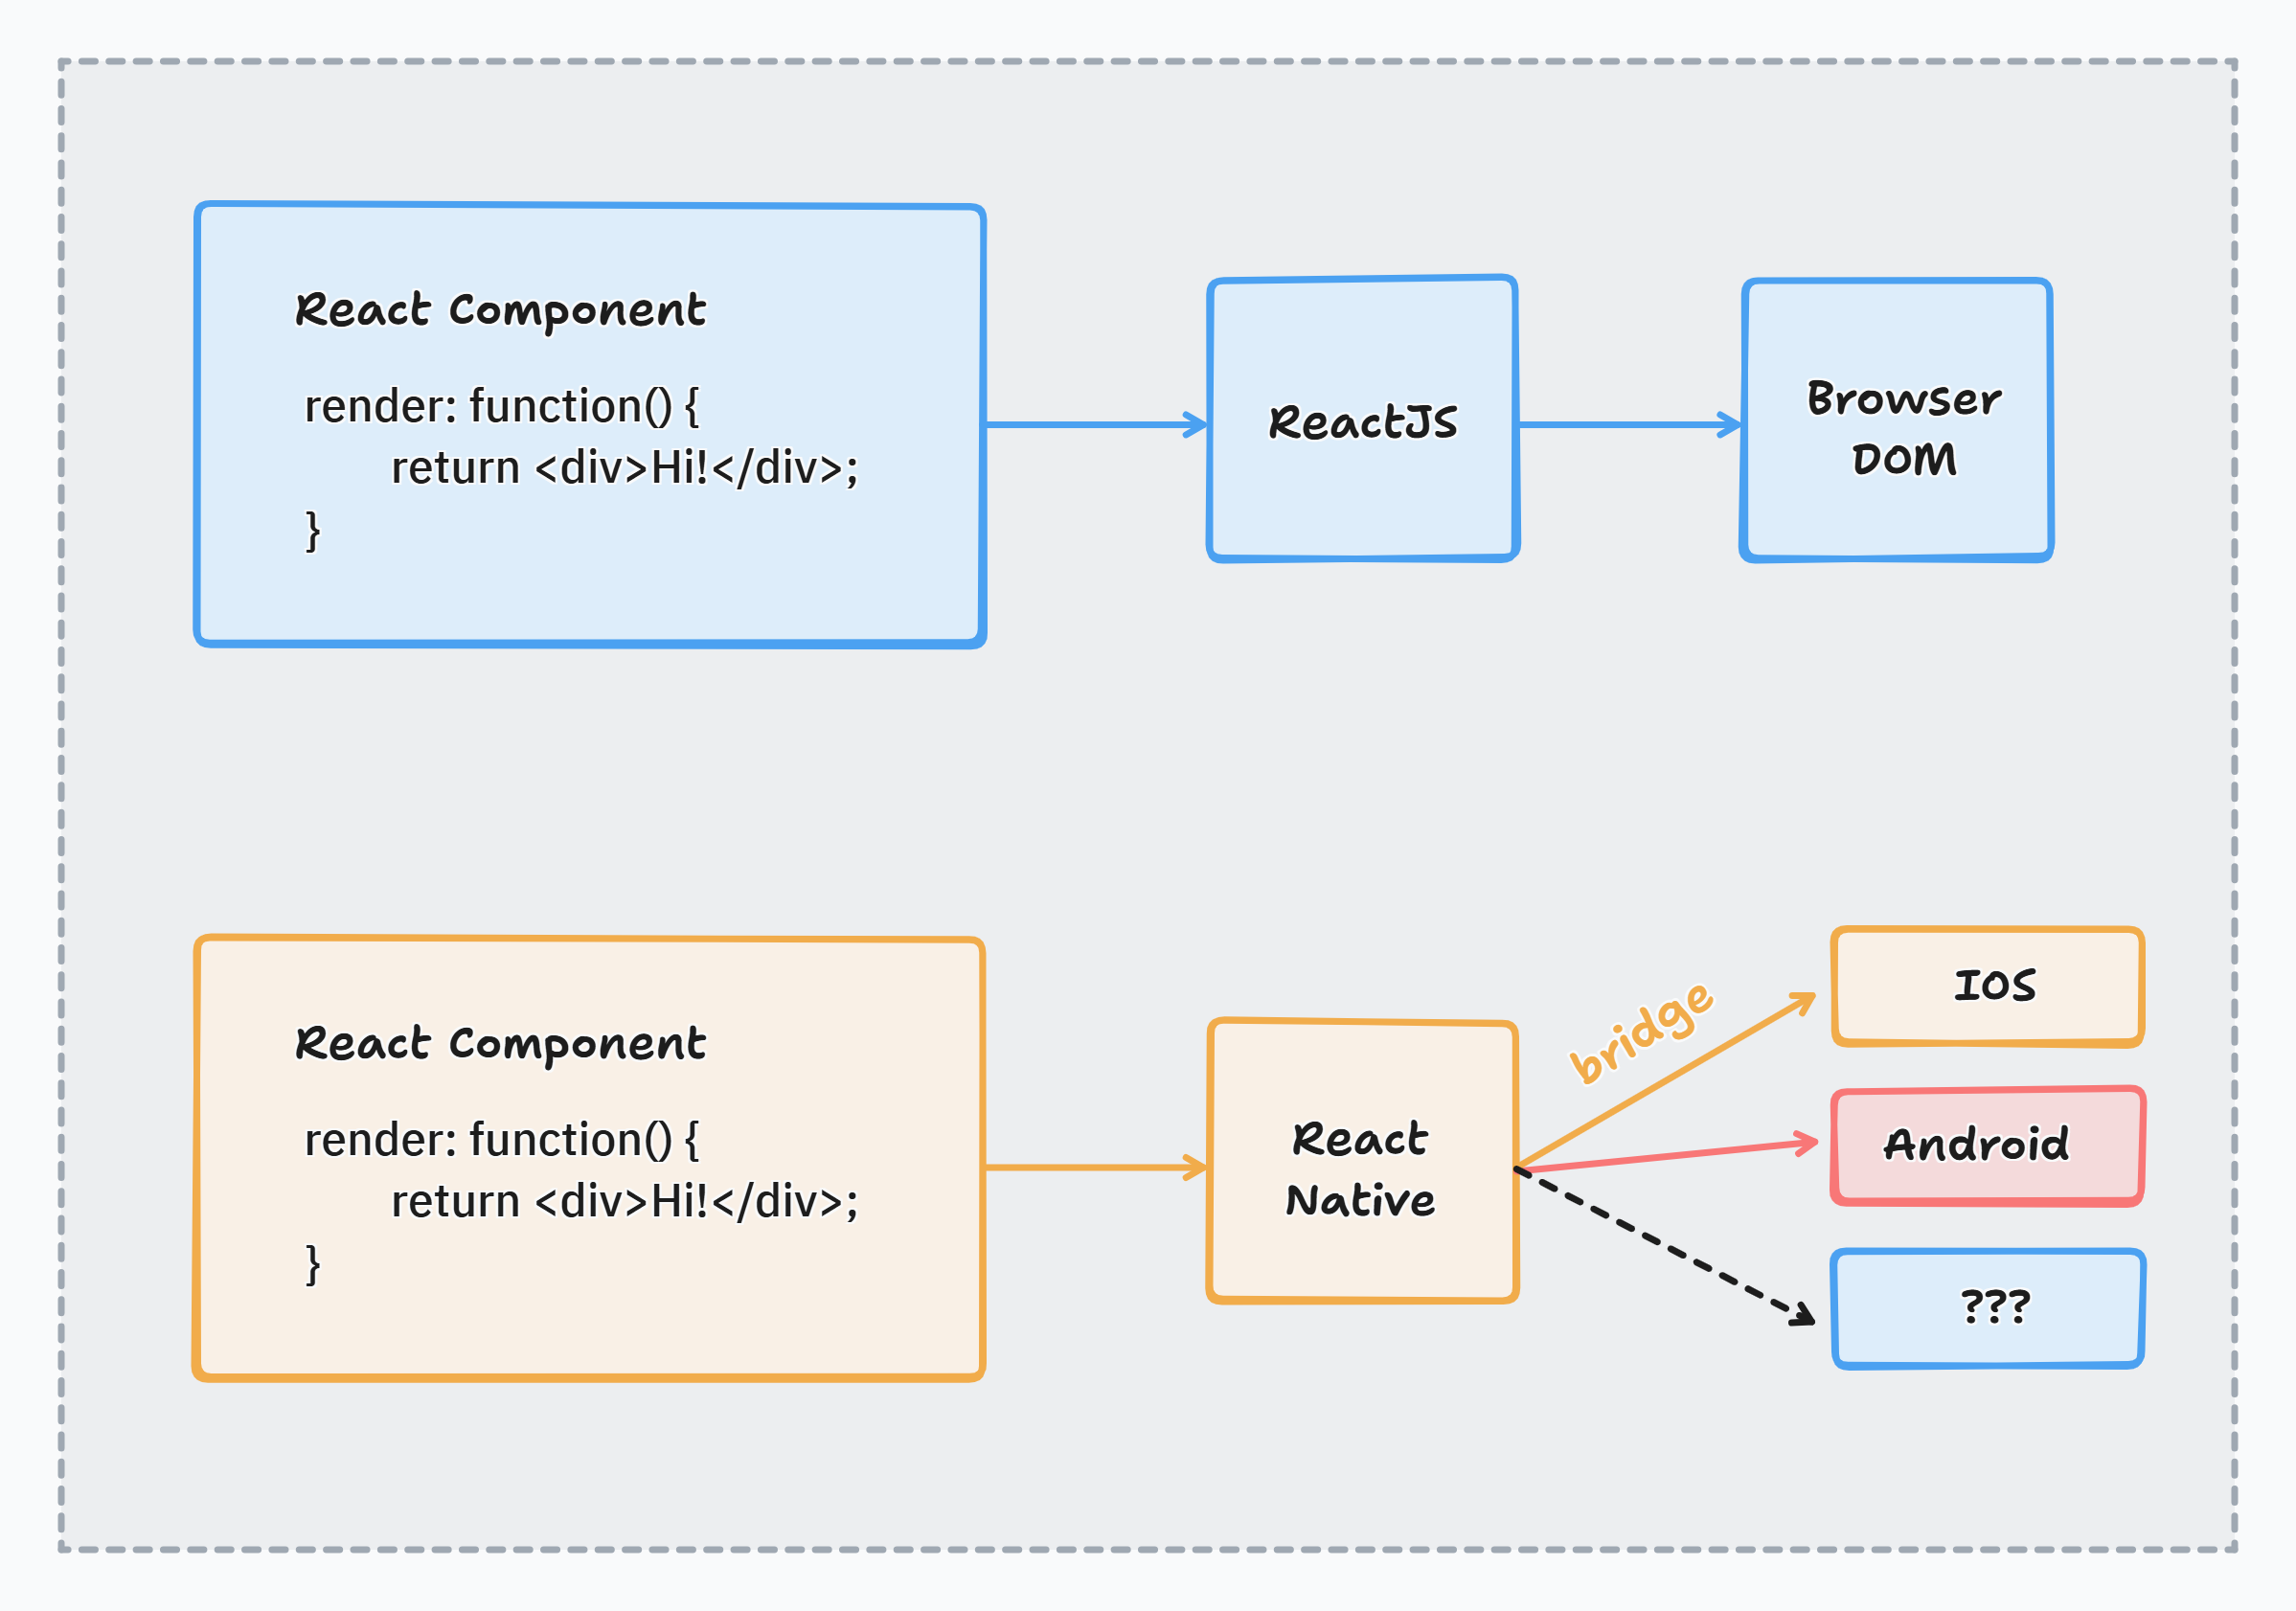 React Component
render: function() {
return <div>Hi!</div>;
}
ReactJS
Browser
DOM
React Component
render: function() {
return <div>Hi!</div>;
}
React
Native
bridge
IOS
Android
???